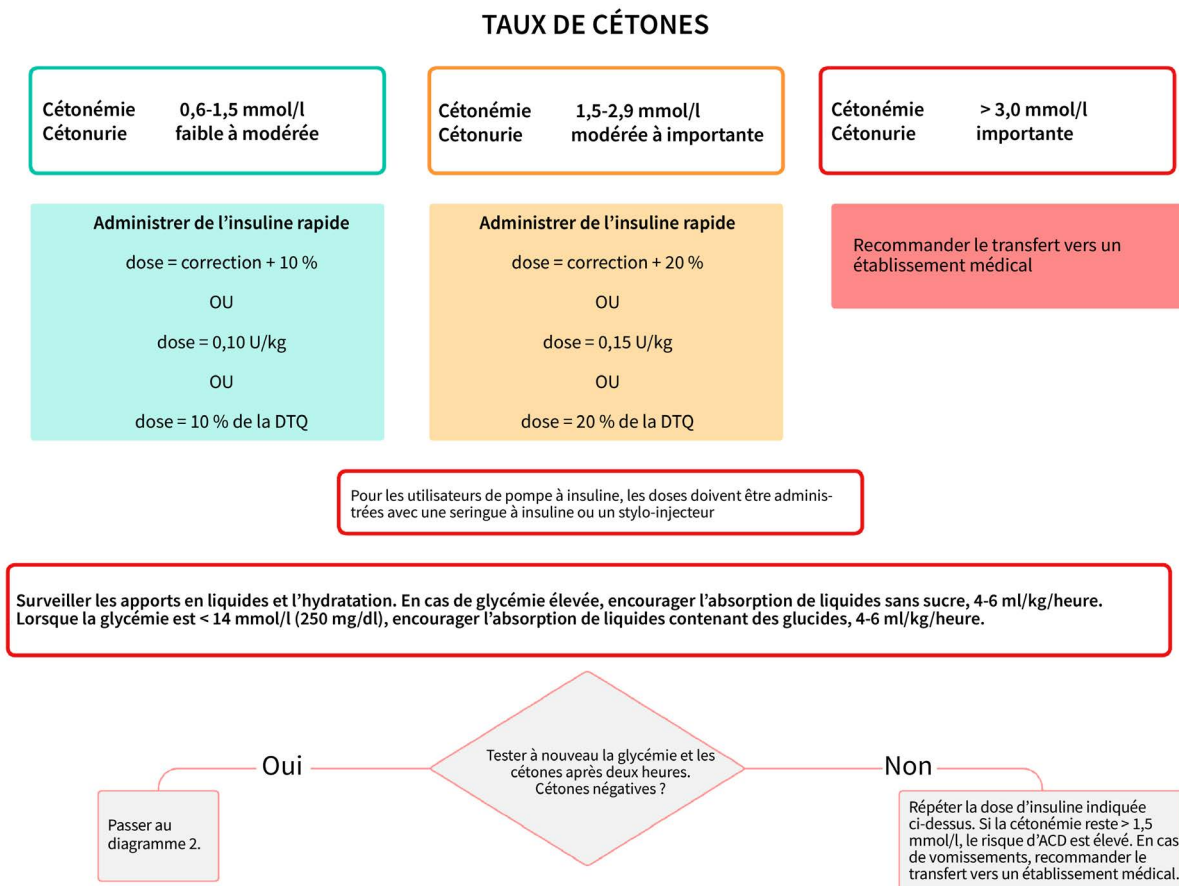 TAUX DE CÉTONES
Cétonémie 0,6-1,5 mmol/l
Cétonurie faible à modérée
Cétonémie 1,5-2,9 mmol/l
Cétonurie modérée à importante
Cétonémie > 3,0 mmol/l
Cétonurie importante
Administrer de l’insuline rapide
dose = correction + 10 %
OU
dose = 0,10 U/kg
OU
dose = 10 % de la DTQ
Administrer de l’insuline rapide
dose = correction + 20 %
OU
dose = 0,15 U/kg
OU
dose = 20 % de la DTQ
Recommander le transfert vers un
établissement médical
Pour les utilisateurs de pompe à insuline, les doses doivent être adminis-
trées avec une seringue à insuline ou un stylo-injecteur
Surveiller les apports en liquides et l’hydratation. En cas de glycémie élevée, encourager l’absorption de liquides sans sucre, 4-6 ml/kg/heure.
Lorsque la glycémie est < 14 mmol/l (250 mg/dl), encourager l’absorption de liquides contenant des glucides, 4-6 ml/kg/heure.
Tester à nouveau la glycémie et les
cétones après deux heures.
Cétones négatives ?
Oui
Passer au
diagramme 2.
Non
Répéter la dose d’insuline indiquée
ci-dessus. Si la cétonémie reste > 1,5
mmol/l, le risque d’ACD est élevé. En cas
de vomissements, recommander le
transfert vers un établissement médical.